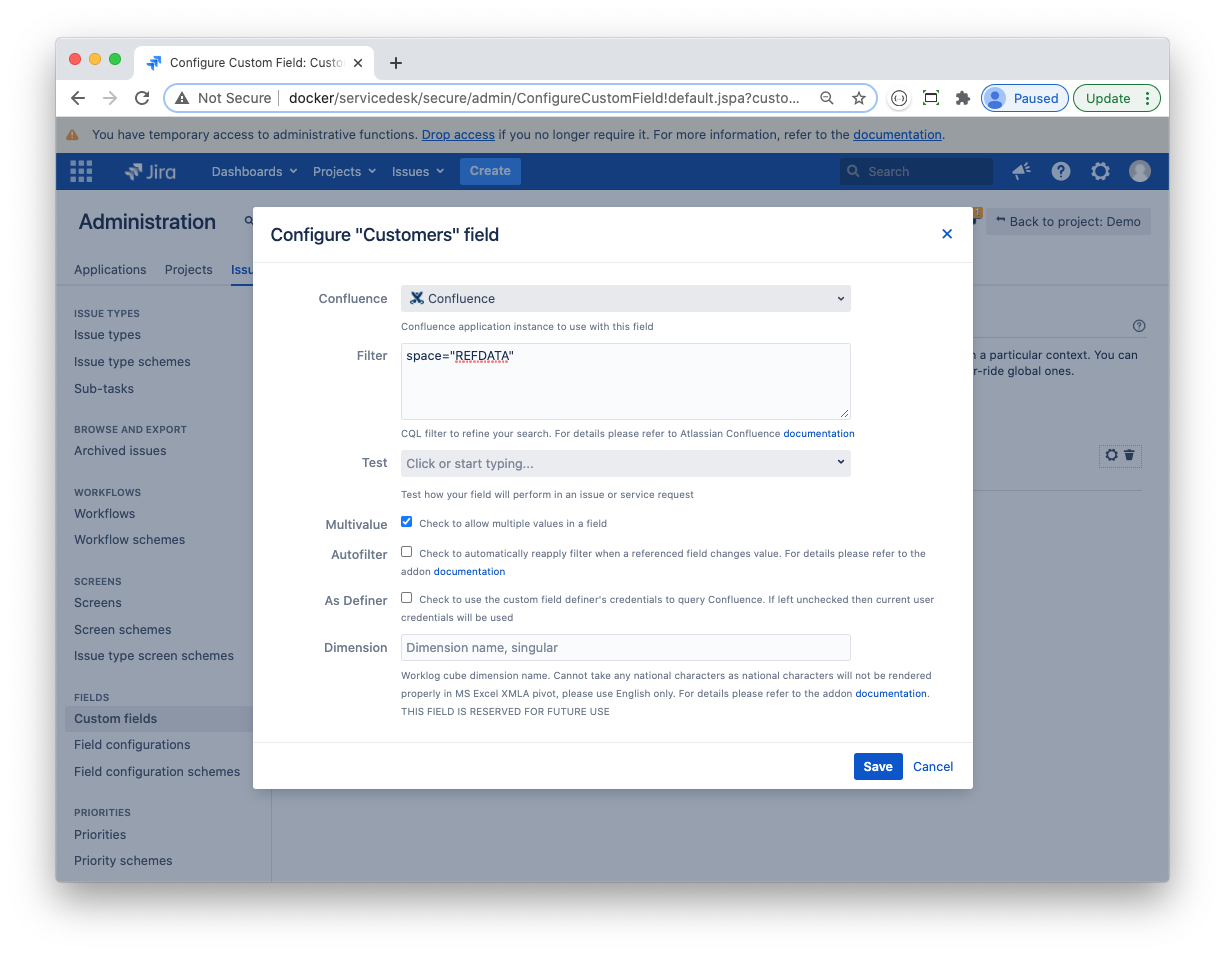 Configure Custom Field: Custo
Not Secure docker/servicedesk/secure/admin/ConfigureCustomField!default.jspa?custo... Paused Update
You have temporary access to administrative functions. Drop access if you no longer require it. For more information, refer to the documentation.
Jira Dashboards Projects Issues Create Search
Administration
Back to project: Demo
Applications Projects Issu
ISSUE TYPES
Issue types
Issue type schemes
Sub-tasks
BROWSE AND EXPORT
Archived issues
WORKFLOWS
Workflows
Workflow schemes
SCREENS
Screens
Screen schemes
Issue type screen schemes
FIELDS
Custom fields
Field configurations
Field configuration schemes
PRIORITIES
Priorities
Priority schemes
a particular context. You can
r-ride global ones.
Configure "Customers" field
Confluence Confluence
Confluence application instance to use with this field
Filter space="REFDATA"
CQL filter to refine your search. For details please refer to Atlassian Confluence documentation
Test Click or start typing...
Test how your field will perform in an issue or service request
Multivalue Check to allow multiple values in a field
Autofilter Check to automatically reapply filter when a referenced field changes value. For details please refer to the
addon documentation
As Definer Check to use the custom field definer's credentials to query Confluence. If left unchecked then current user
credentials will be used
Dimension Dimension name, singular
Worklog cube dimension name. Cannot take any national characters as national characters will not be rendered
properly in MS Excel XMLA pivot, please use English only. For details please refer to the addon documentation.
THIS FIELD IS RESERVED FOR FUTURE USE
Save Cancel